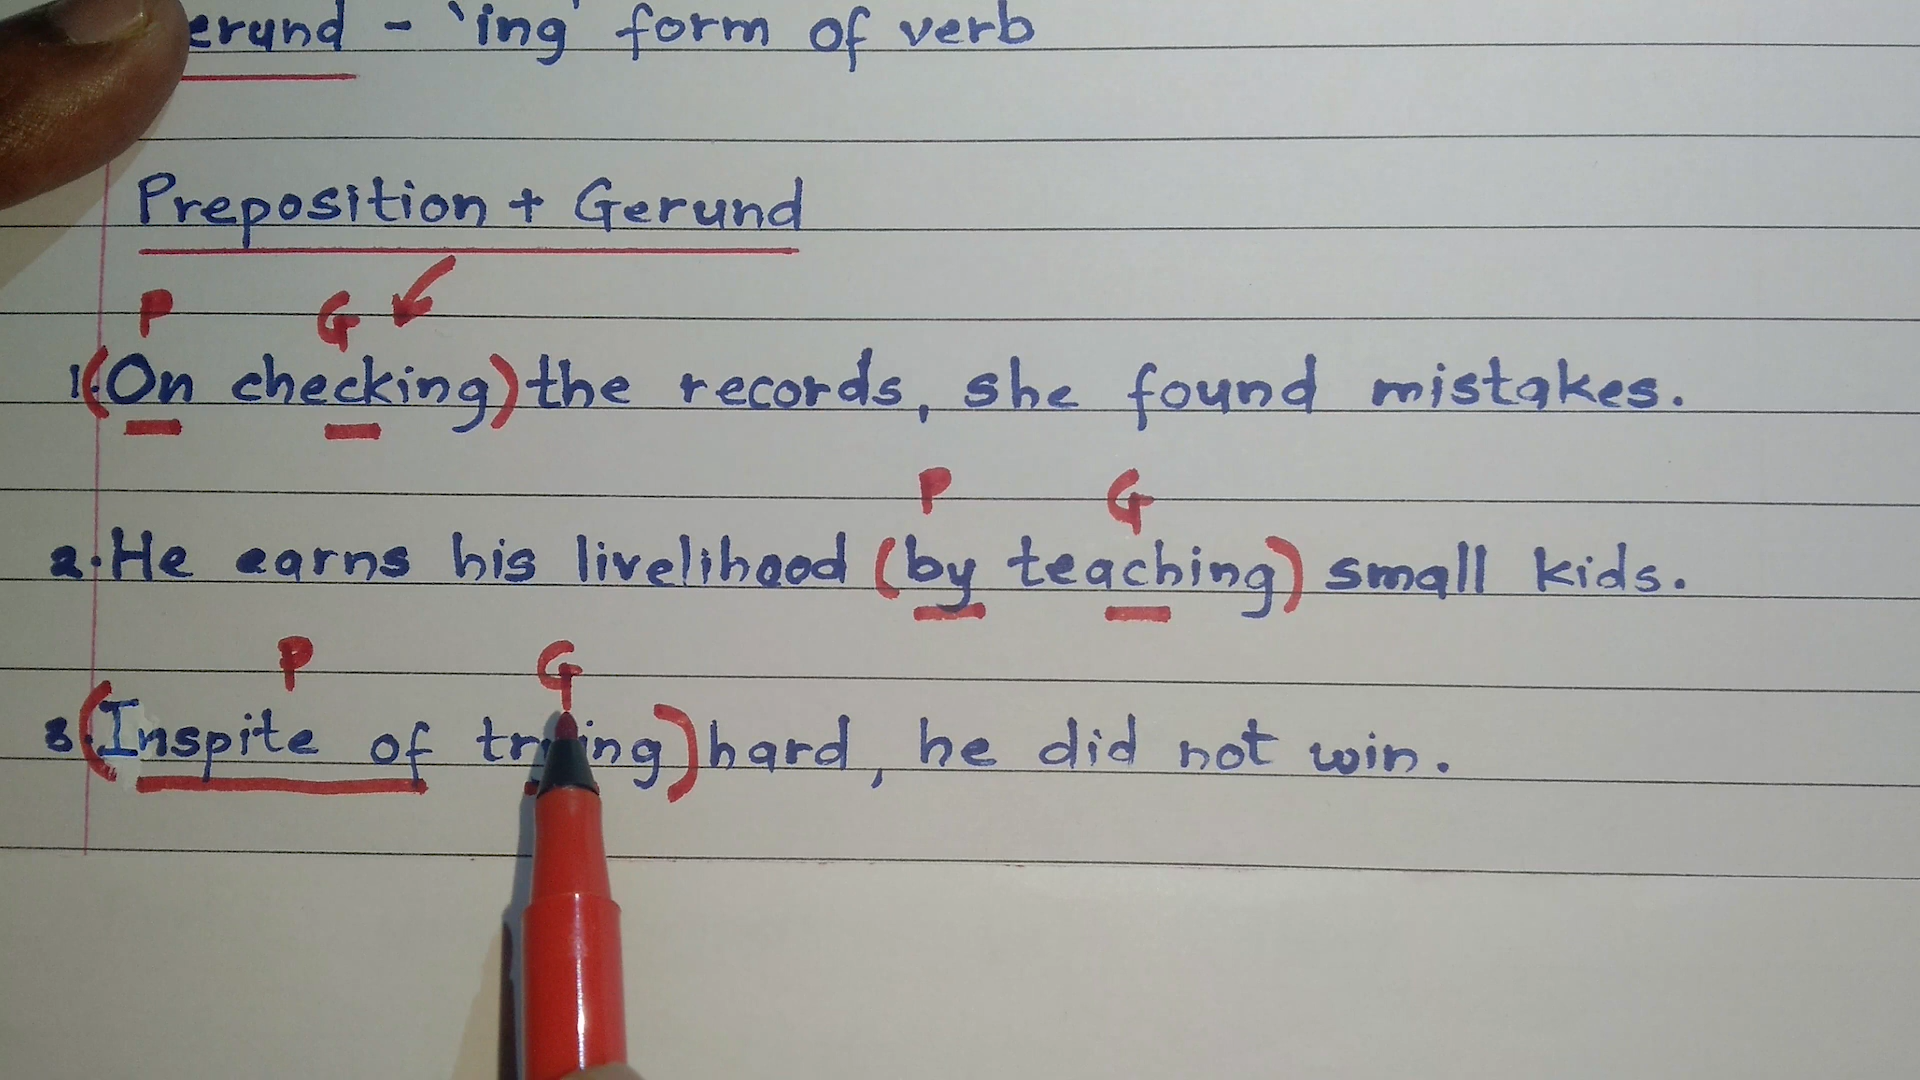 erund - 'ing' form of verb
Preposition + Gerund
P G
1. (On checking) the records, she found mistakes.
P G
2. He earns his livelihood (by teaching) small kids.
P G
3. (Inspite of trying) hard, he did not win.